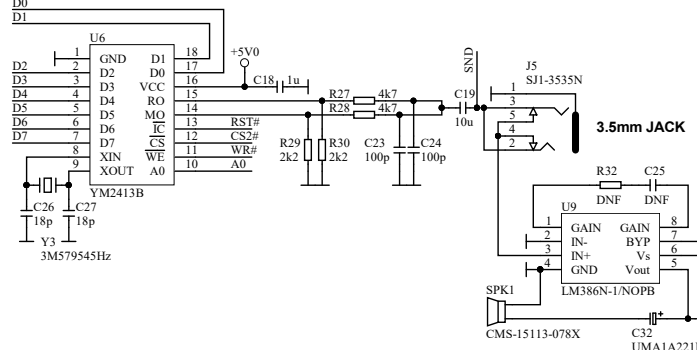 D0
D1
U6
+5V0
SND
1 GND D1 18
D2 2 D2 D0 17
D3 3 D3 VCC 16
D4 4 D4 RO 15
D5 5 D5 MO 14
D6 6 D6 IC 13 RST#
D7 7 D7 CS 12 CS2#
8 XIN WE 11 WR#
9 XOUT A0 10 A0
YM2413B
C18 1u
R27 4k7
R28 4k7
R29 2k2
R30 2k2
C23 100p
C24 100p
C19 10u
J5
SJ1-3535N
1
3
5
4
2
3.5mm JACK
C26 18p
C27 18p
Y3
3M579545Hz
R32 DNF
C25 DNF
U9
1 GAIN GAIN 8
2 IN- BYP 7
3 IN+ Vs 6
4 GND Vout 5
LM386N-1/NOPB
SPK1
CMS-15113-078X
+
C32